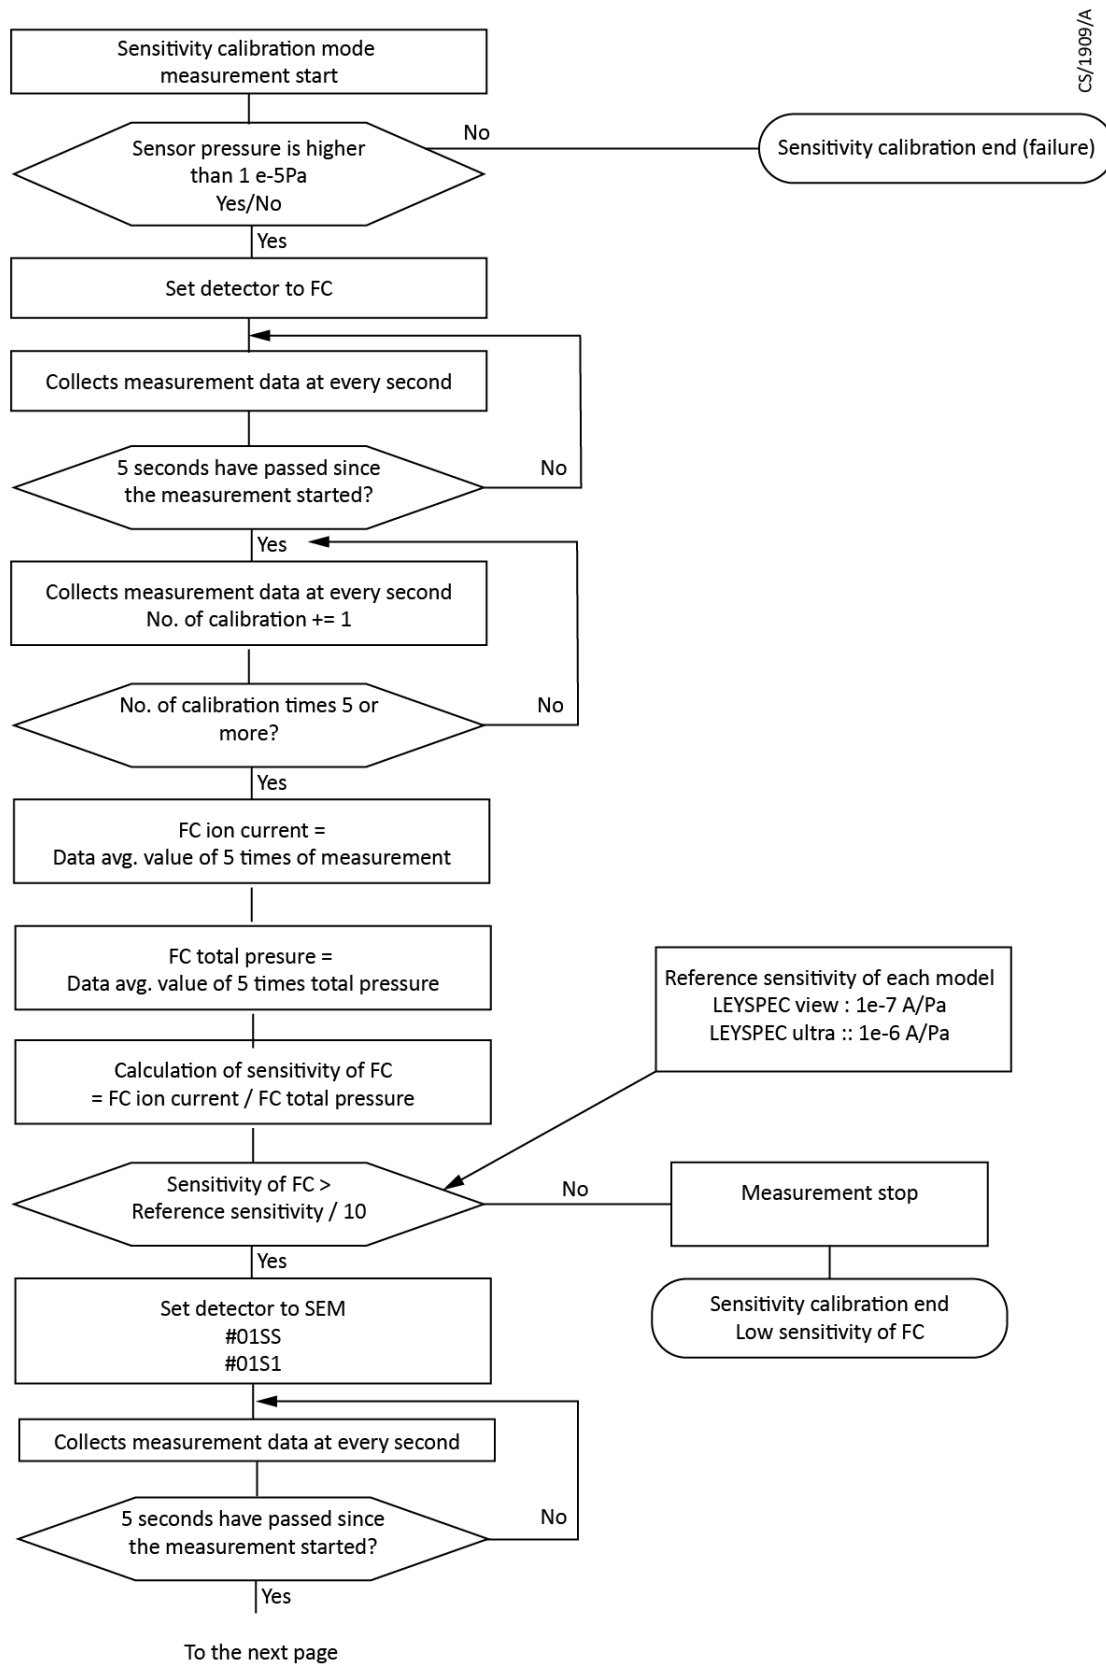 CS/1909/A
Sensitivity calibration mode
measurement start
No
Sensor pressure is higher
than 1 e-5Pa
Yes/No
Sensitivity calibration end (failure)
Yes
Set detector to FC
Collects measurement data at every second
5 seconds have passed since
the measurement started?
No
Yes
Collects measurement data at every second
No. of calibration += 1
No. of calibration times 5 or
more?
No
Yes
FC ion current =
Data avg. value of 5 times of measurement
FC total presure =
Data avg. value of 5 times total pressure
Reference sensitivity of each model
LEYSPEC view : 1e-7 A/Pa
LEYSPEC ultra :: 1e-6 A/Pa
Calculation of sensitivity of FC
= FC ion current / FC total pressure
Sensitivity of FC >
Reference sensitivity / 10
No
Measurement stop
Yes
Sensitivity calibration end
Low sensitivity of FC
Set detector to SEM
#01SS
#01S1
Collects measurement data at every second
5 seconds have passed since
the measurement started?
No
Yes
To the next page